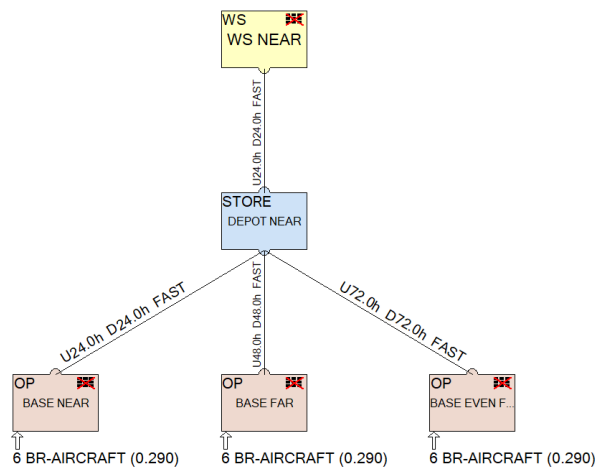 WS
WS NEAR
U24.0h D24.0h FAST
STORE
DEPOT NEAR
U24.0h D24.0h FAST
U48.0h D48.0h FAST
U72.0h D72.0h FAST
OP
BASE NEAR
OP
BASE FAR
OP
BASE EVEN F...
6 BR-AIRCRAFT (0.290)
6 BR-AIRCRAFT (0.290)
6 BR-AIRCRAFT (0.290)